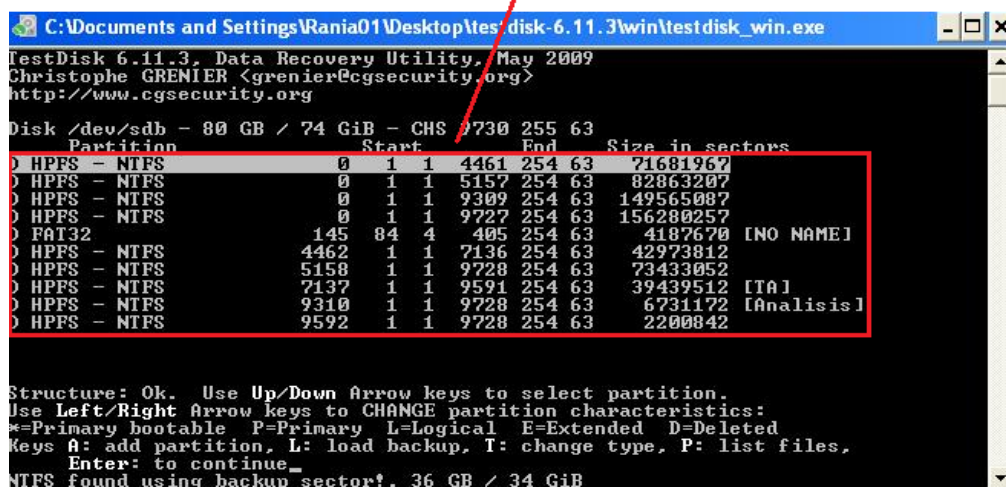 C:\Documents and Settings\Rania01\Desktop\testdisk-6.11.3\win\testdisk_win.exe
TestDisk 6.11.3, Data Recovery Utility, May 2009
Christophe GRENIER <grenier@cgsecurity.org>
http://www.cgsecurity.org
Disk /dev/sdb - 80 GB / 74 GiB - CHS 9730 255 63
Partition Start End Size in sectors
D HPFS - NTFS 0 1 1 4461 254 63 71681967
D HPFS - NTFS 0 1 1 5157 254 63 82863207
D HPFS - NTFS 0 1 1 9309 254 63 149565087
D HPFS - NTFS 0 1 1 9727 254 63 156280257
D FAT32 145 84 4 405 254 63 4187670 [NO NAME]
D HPFS - NTFS 4462 1 1 7136 254 63 42973812
D HPFS - NTFS 5158 1 1 9728 254 63 73433052
D HPFS - NTFS 7137 1 1 9591 254 63 39439512 [TA]
D HPFS - NTFS 9310 1 1 9728 254 63 6731172 [Analisis]
D HPFS - NTFS 9592 1 1 9728 254 63 2200842
Structure: Ok. Use Up/Down Arrow keys to select partition.
Use Left/Right Arrow keys to CHANGE partition characteristics:
*=Primary bootable P=Primary L=Logical E=Extended D=Deleted
Keys A: add partition, L: load backup, T: change type, P: list files,
Enter: to continue_
NTFS found using backup sector!, 36 GB / 34 GiB